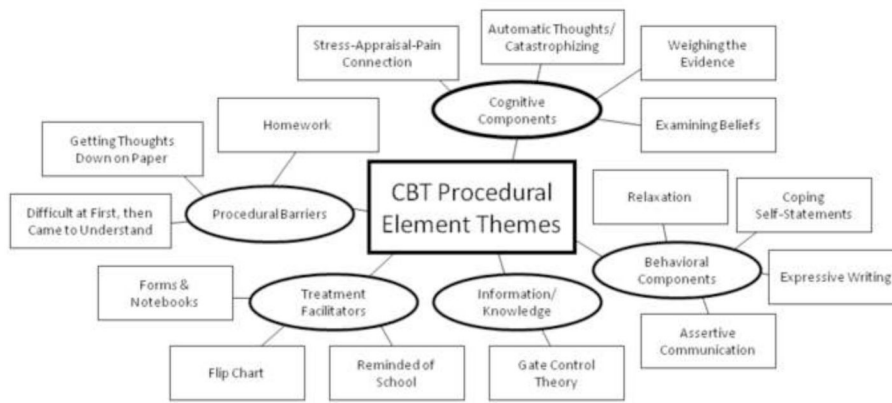 Automatic Thoughts/
Catastrophizing
Stress-Appraisal-Pain
Connection
Weighing the
Evidence
Cognitive
Components
Examining Beliefs
Homework
Getting Thoughts
Down on Paper
Difficult at First, then
Came to Understand
Procedural Barriers
CBT Procedural
Element Themes
Relaxation
Coping
Self-Statements
Behavioral
Components
Expressive Writing
Assertive
Communication
Forms &
Notebooks
Treatment
Facilitators
Flip Chart
Reminded of
School
Information/
Knowledge
Gate Control
Theory